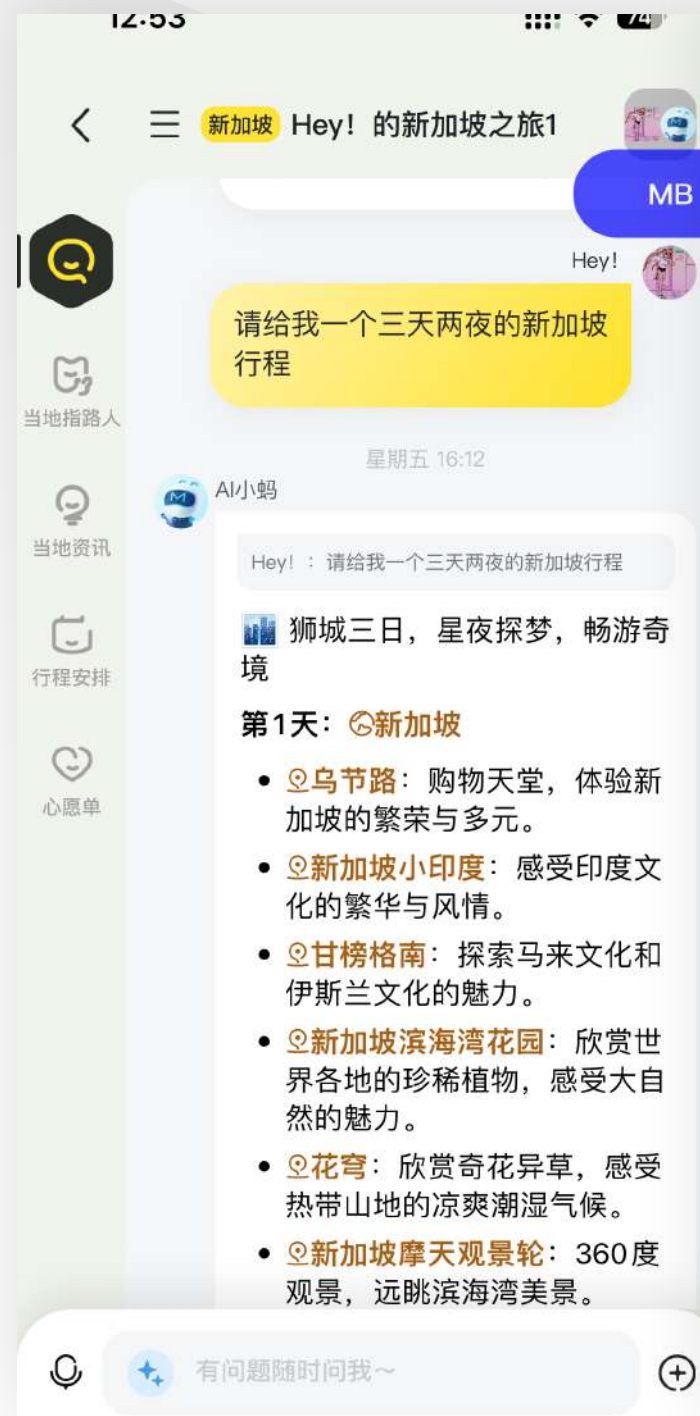 12:53
74
新加坡 Hey！的新加坡之旅1
MB
Hey!
请给我一个三天两夜的新加坡
行程
当地指路人
星期五 16:12
AI小蚂
当地资讯
Hey! ：请给我一个三天两夜的新加坡行程
狮城三日，星夜探梦，畅游奇
境
行程安排
第1天：新加坡
心愿单
乌节路：购物天堂，体验新
加坡的繁荣与多元。
新加坡小印度：感受印度文
化的繁华与风情。
甘榜格南：探索马来文化和
伊斯兰文化的魅力。
新加坡滨海湾花园：欣赏世
界各地的珍稀植物，感受大自
然的魅力。
花穹：欣赏奇花异草，感受
热带山地的凉爽潮湿气候。
新加坡摩天观景轮：360度
观景，远眺滨海湾美景。
有问题随时问我～